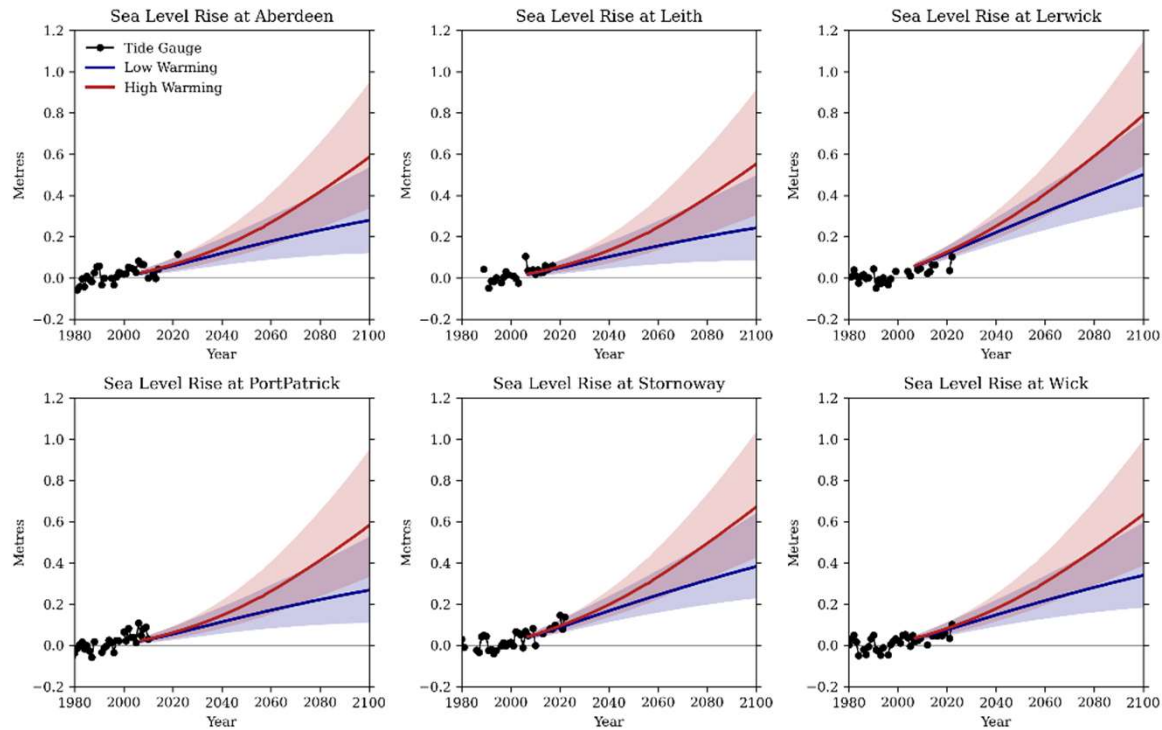 Sea Level Rise at Aberdeen
1.2
1.0
0.8
0.6
0.4
0.2
0.0
−0.2
Metres
Tide Gauge
Low Warming
High Warming
1980 2000 2020 2040 2060 2080 2100
Year
Sea Level Rise at Leith
1.2
1.0
0.8
0.6
0.4
0.2
0.0
−0.2
Metres
1980 2000 2020 2040 2060 2080 2100
Year
Sea Level Rise at Lerwick
1.2
1.0
0.8
0.6
0.4
0.2
0.0
−0.2
Metres
1980 2000 2020 2040 2060 2080 2100
Year
Sea Level Rise at PortPatrick
1.2
1.0
0.8
0.6
0.4
0.2
0.0
−0.2
Metres
1980 2000 2020 2040 2060 2080 2100
Year
Sea Level Rise at Stornoway
1.2
1.0
0.8
0.6
0.4
0.2
0.0
−0.2
Metres
1980 2000 2020 2040 2060 2080 2100
Year
Sea Level Rise at Wick
1.2
1.0
0.8
0.6
0.4
0.2
0.0
−0.2
Metres
1980 2000 2020 2040 2060 2080 2100
Year